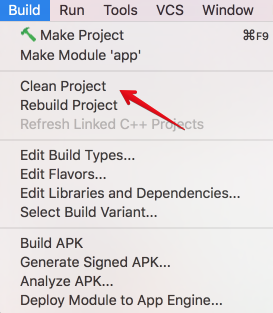 Build Run Tools VCS Window
Make Project ⌘F9
Make Module 'app'
Clean Project
Rebuild Project
Refresh Linked C++ Projects
Edit Build Types...
Edit Flavors...
Edit Libraries and Dependencies...
Select Build Variant...
Build APK
Generate Signed APK...
Analyze APK...
Deploy Module to App Engine...